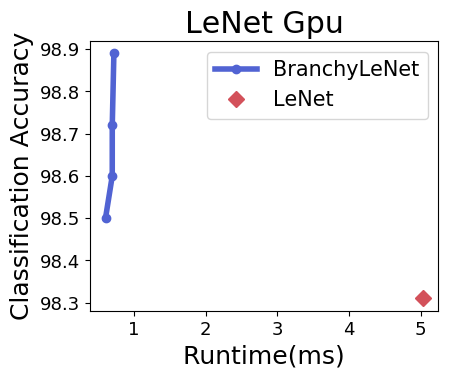 LeNet Gpu
BranchyLeNet
LeNet
Classification Accuracy
98.9
98.8
98.7
98.6
98.5
98.4
98.3
1 2 3 4 5
Runtime(ms)